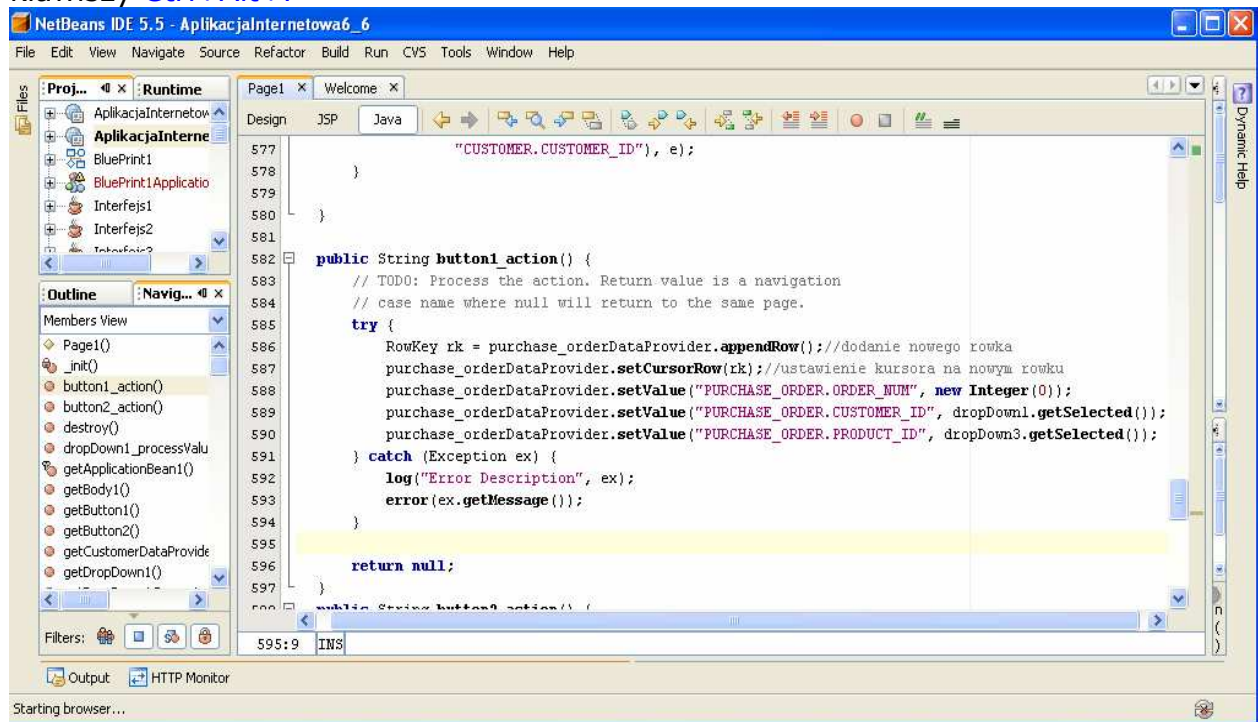 NetBeans IDE 5.5 - AplikacjaInternetowa6_6
File Edit View Navigate Source Refactor Build Run CVS Tools Window Help
Files
Proj... Runtime
AplikacjaInternetow
AplikacjaInterne
BluePrint1
BluePrint1Applicatio
Interfejs1
Interfejs2
Outline Navig...
Members View
Page1()
_init()
button1_action()
button2_action()
destroy()
dropDown1_processValu
getApplicationBean1()
getBody1()
getButton1()
getButton2()
getCustomerDataProvide
getDropDown1()
Filters:
Page1 Welcome
Design JSP Java
577 "CUSTOMER.CUSTOMER_ID"), e);
578 }
579
580 }
581
582 public String button1_action() {
583 // TODO: Process the action. Return value is a navigation
584 // case name where null will return to the same page.
585 try {
586 RowKey rk = purchase_orderDataProvider.appendRow();//dodanie nowego rowka
587 purchase_orderDataProvider.setCursorRow(rk);//ustawienie kursora na nowym rowku
588 purchase_orderDataProvider.setValue("PURCHASE_ORDER.ORDER_NUM", new Integer(0));
589 purchase_orderDataProvider.setValue("PURCHASE_ORDER.CUSTOMER_ID", dropDown1.getSelected());
590 purchase_orderDataProvider.setValue("PURCHASE_ORDER.PRODUCT_ID", dropDown3.getSelected());
591 } catch (Exception ex) {
592 log("Error Description", ex);
593 error(ex.getMessage());
594 }
595
596 return null;
597 }
public String button2_action() {
595:9 INS
Dynamic Help
n ( )
Output HTTP Monitor
Starting browser...